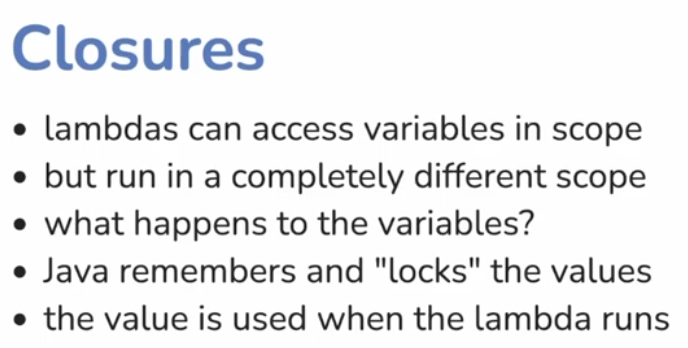 Closures
• lambdas can access variables in scope
• but run in a completely different scope
• what happens to the variables?
• Java remembers and "locks" the values
• the value is used when the lambda runs